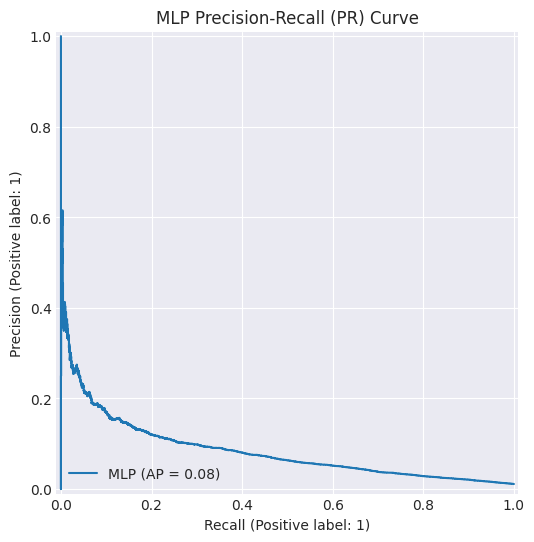 MLP Precision-Recall (PR) Curve
1.0
0.8
0.6
0.4
0.2
0.0
Precision (Positive label: 1)
MLP (AP = 0.08)
0.0 0.2 0.4 0.6 0.8 1.0
Recall (Positive label: 1)